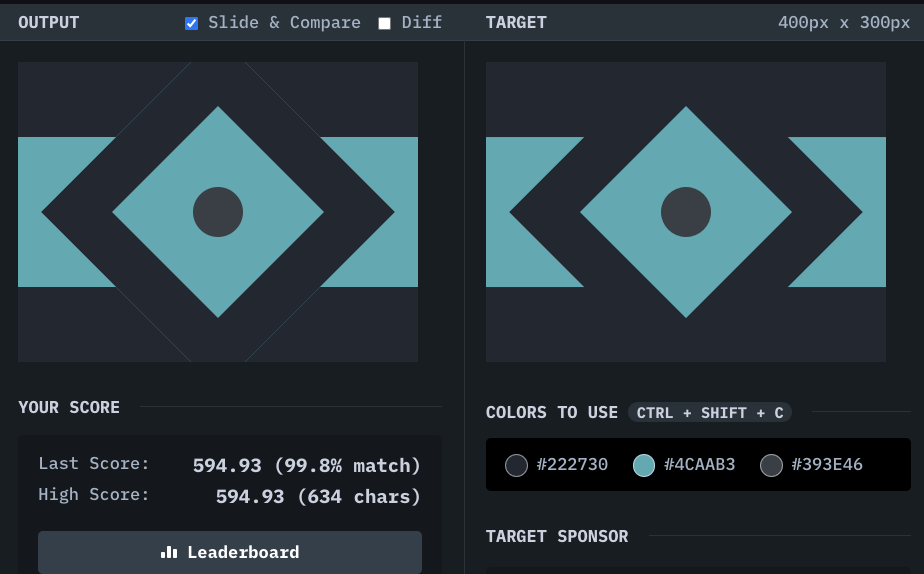 OUTPUT
Slide & Compare
Diff
TARGET
400px x 300px
YOUR SCORE
Last Score: 594.93 (99.8% match)
High Score: 594.93 (634 chars)
Leaderboard
COLORS TO USE CTRL + SHIFT + C
#222730 #4CAAB3 #393E46
TARGET SPONSOR